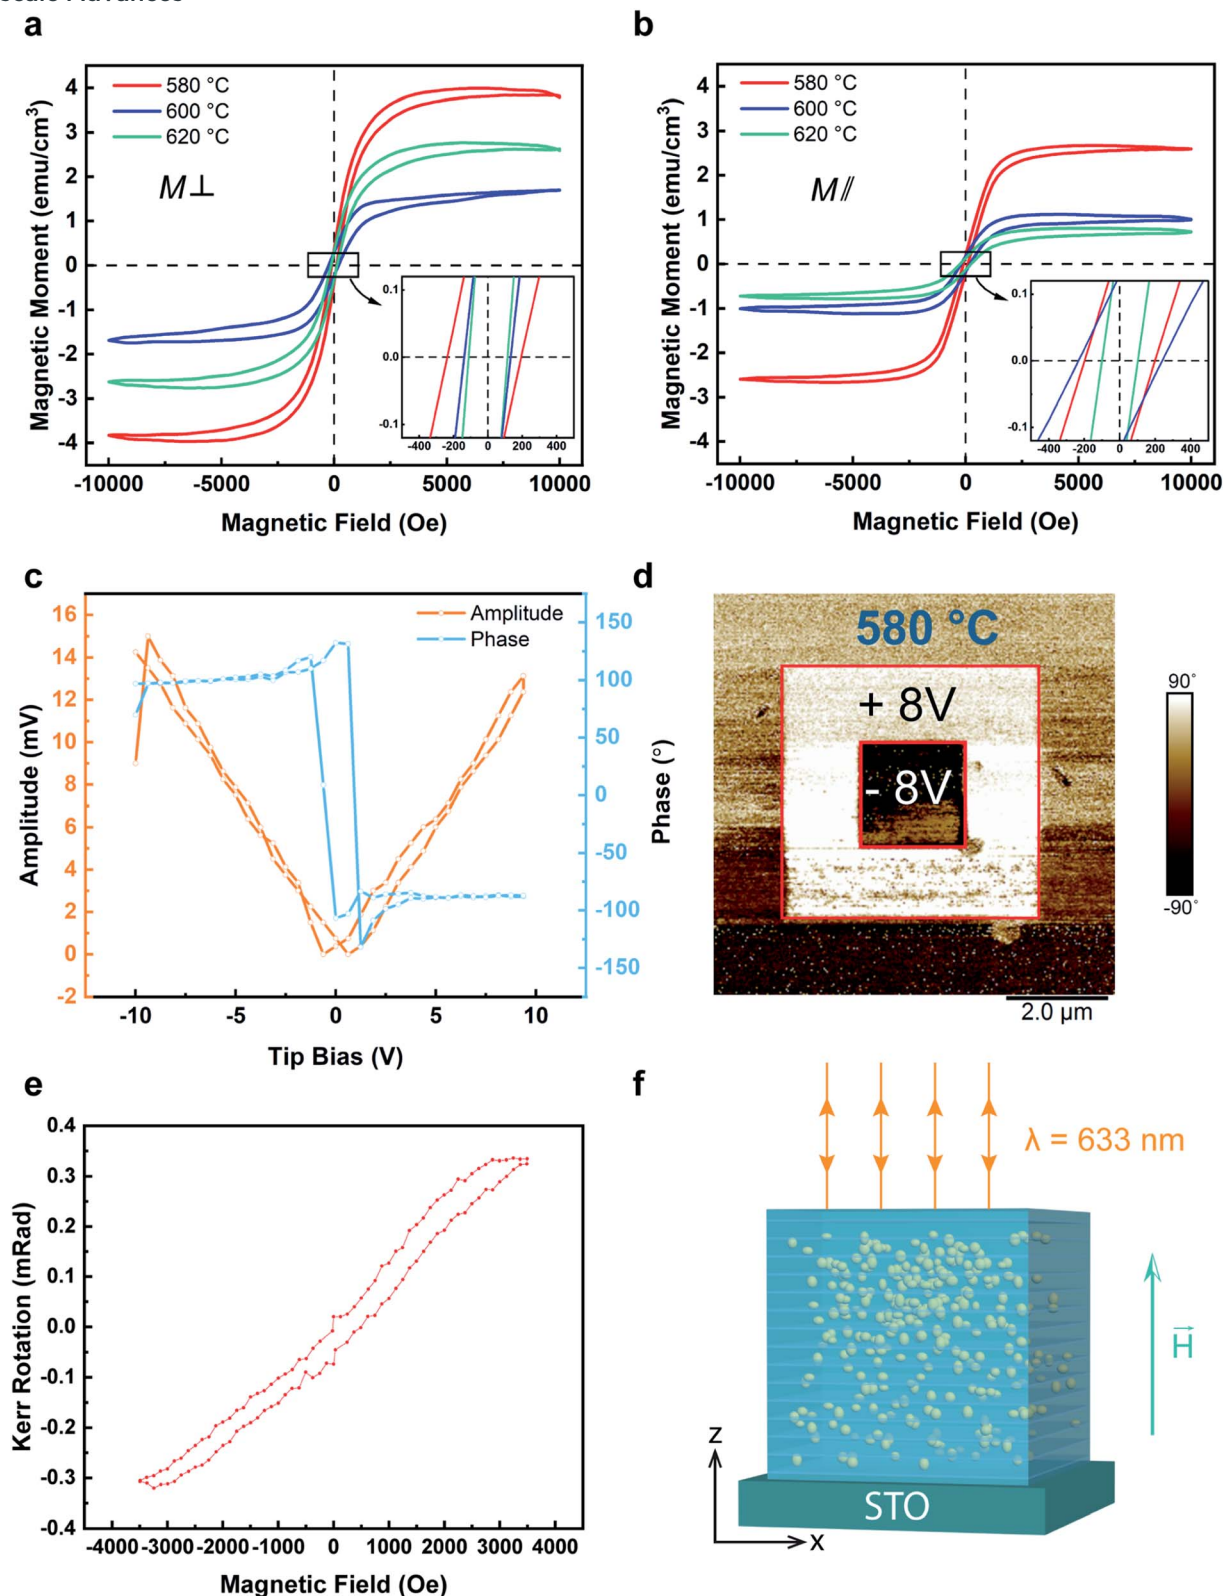 a
4
3
2
1
0
-1
-2
-3
-4
Magnetic Moment (emu/cm³)
580 °C
600 °C
620 °C
M⊥
0.1
0.0
-0.1
-400 -200 0 200 400
-10000 -5000 0 5000 10000
Magnetic Field (Oe)
b
4
3
2
1
0
-1
-2
-3
-4
Magnetic Moment (emu/cm³)
580 °C
600 °C
620 °C
M//
0.1
0.0
-0.1
-400 -200 0 200 400
-10000 -5000 0 5000 10000
Magnetic Field (Oe)
c
16
14
12
10
8
6
4
2
0
-2
Amplitude (mV)
Amplitude
Phase
150
100
50
0
-50
-100
-150
Phase (°)
-10 -5 0 5 10
Tip Bias (V)
d
580 °C
+ 8V
- 8V
90°
-90°
2.0 µm
e
0.4
0.3
0.2
0.1
0.0
-0.1
-0.2
-0.3
-0.4
Kerr Rotation (mRad)
-4000 -3000 -2000 -1000 0 1000 2000 3000 4000
Magnetic Field (Oe)
f
λ = 633 nm
H
z
x
STO